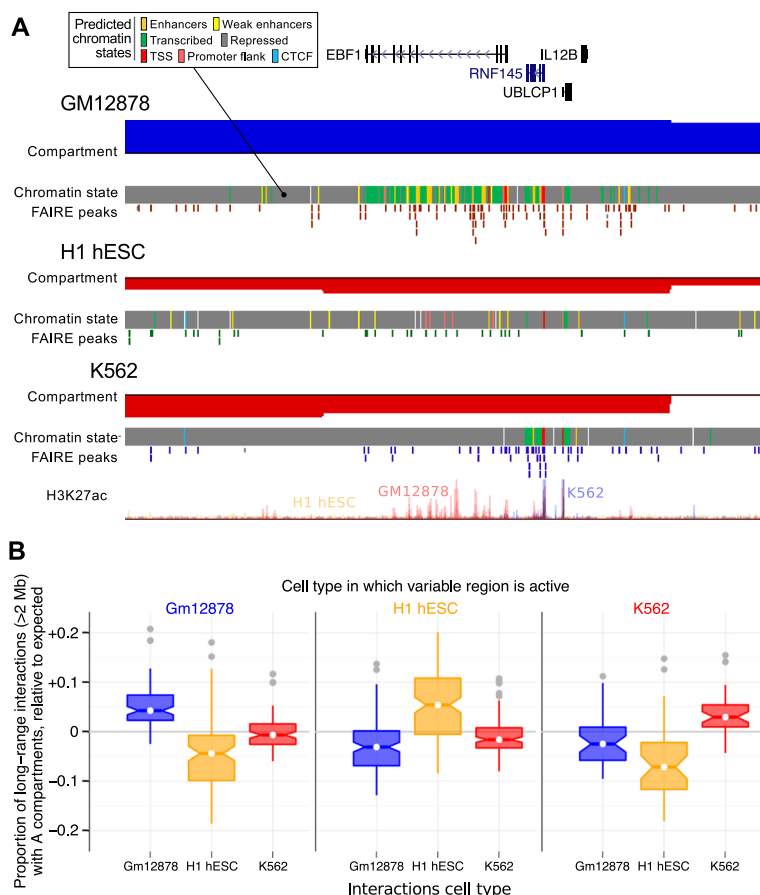 A
Predicted
chromatin
states
Enhancers
Weak enhancers
Transcribed
Repressed
TSS
Promoter flank
CTCF
EBF1
IL12B
RNF145
UBLCP1
GM12878
Compartment
Chromatin state
FAIRE peaks
H1 hESC
Compartment
Chromatin state
FAIRE peaks
K562
Compartment
Chromatin state
FAIRE peaks
H3K27ac
H1 hESC
GM12878
K562
B
Cell type in which variable region is active
Gm12878
H1 hESC
K562
Proportion of long−range interactions (>2 Mb)
with A compartments, relative to expected
+0.2
+0.1
0
−0.1
−0.2
Gm12878
H1 hESC
K562
Gm12878
H1 hESC
K562
Gm12878
H1 hESC
K562
Interactions cell type